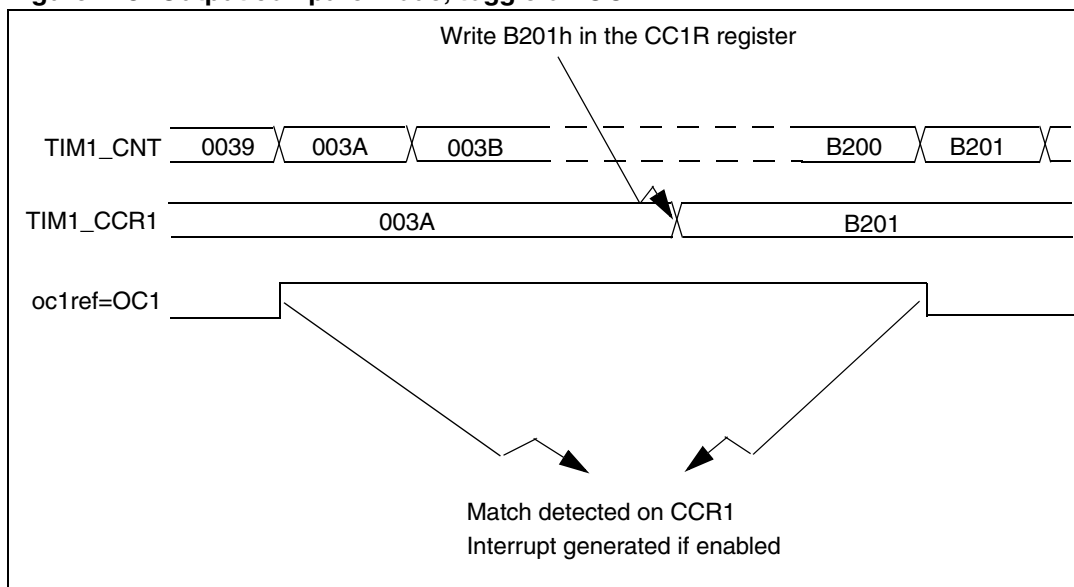 Write B201h in the CC1R register
TIM1_CNT 0039 003A 003B B200 B201
TIM1_CCR1 003A B201
oc1ref=OC1
Match detected on CCR1
Interrupt generated if enabled